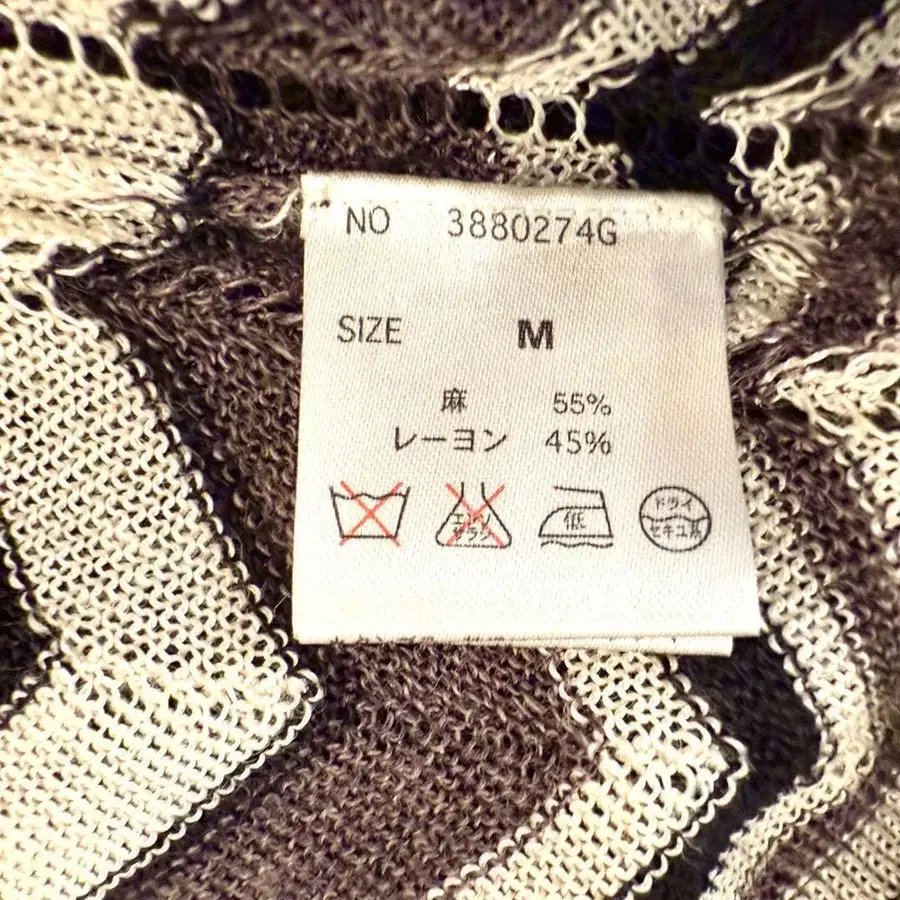 NO 3880274G
SIZE M
麻 55%
レーヨン 45%
エンソ
サラシ
低
ドライ
セキユ系